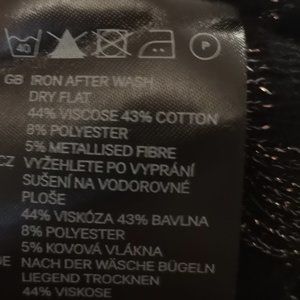 40 P
GB IRON AFTER WASH
DRY FLAT
44% VISCOSE 43% COTTON
8% POLYESTER
5% METALLISED FIBRE
CZ VYŽEHLETE PO VYPRÁNÍ
SUŠENÍ NA VODOROVNÉ
PLOŠE
44% VISKÓZA 43% BAVLNA
8% POLYESTER
5% KOVOVÁ VLÁKNA
NACH DER WÄSCHE BÜGELN
LIEGEND TROCKNEN
44% VISKOSE